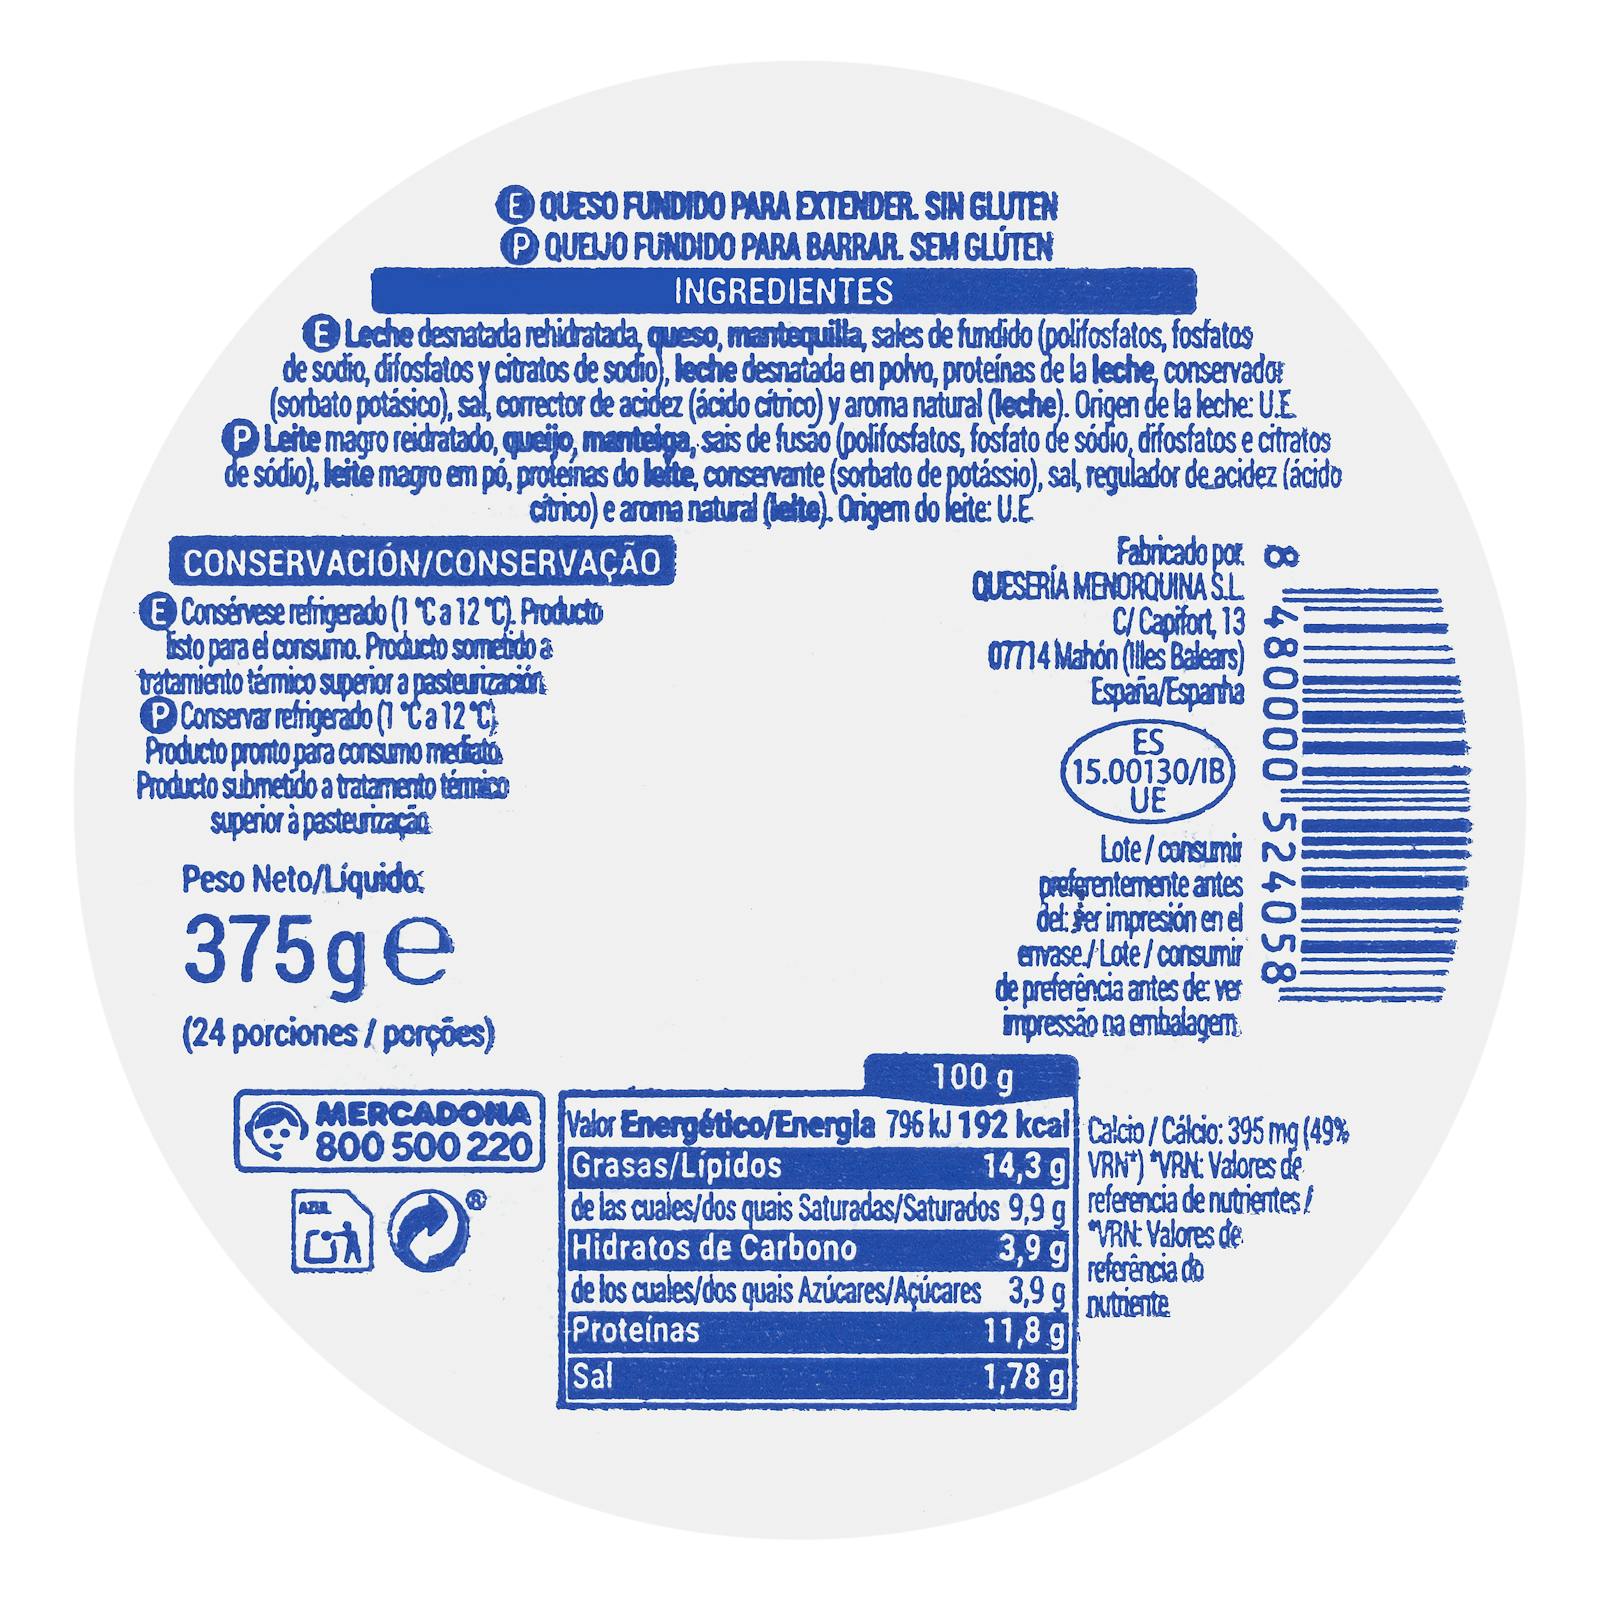 E QUESO FUNDIDO PARA EXTENDER. SIN GLUTEN
P QUEIJO FUNDIDO PARA BARRAR. SEM GLÚTEN
INGREDIENTES
E Leche desnatada rehidratada, queso, mantequilla, sales de fundido (polifosfatos, fosfatos
de sodio, difosfatos y citratos de sodio), leche desnatada en polvo, proteínas de la leche, conservador
(sorbato potásico), sal, corrector de acidez (ácido cítrico) y aroma natural (leche). Origen de la leche: U.E.
P Leite magro reidratado, queijo, manteiga, sais de fusão (polifosfatos, fosfato de sódio, difosfatos e citratos
de sódio), leite magro em pó, proteínas do leite, conservante (sorbato de potássio), sal, regulador de acidez (ácido
cítrico) e aroma natural (leite). Origem do leite: U.E.
CONSERVACIÓN/CONSERVAÇÃO
E Consérvese refrigerado (1 °C a 12 °C). Producto
listo para el consumo. Producto sometido a
tratamiento térmico superior a pasteurización.
P Conservar refrigerado (1 °C a 12 °C).
Producto pronto para consumo mediato.
Producto submetido a tratamento térmico
superior à pasteurização.
Peso Neto/Líquido:
375 g e
(24 porciones / porções)
MERCADONA
800 500 220
AZUL
®
Fabricado por:
QUESERÍA MENORQUINA S.L.
C/ Capifort, 13
07714 Mahón (Illes Balears)
España/Espanha
ES
15.00130/IB
UE
Lote / consumir
preferentemente antes
del: ver impresión en el
envase./ Lote / consumir
de preferência antes de: ver
impressão na embalagem.
8 480000 524058
100 g
Valor Energético/Energia 796 kJ 192 kcal
Grasas/Lípidos 14,3 g
de las cuales/dos quais Saturadas/Saturados 9,9 g
Hidratos de Carbono 3,9 g
de los cuales/dos quais Azúcares/Açúcares 3,9 g
Proteínas 11,8 g
Sal 1,78 g
Calcio / Cálcio: 395 mg (49%
VRN*) *VRN: Valores de
referencia de nutrientes /
*VRN: Valores de
referência do
nutriente